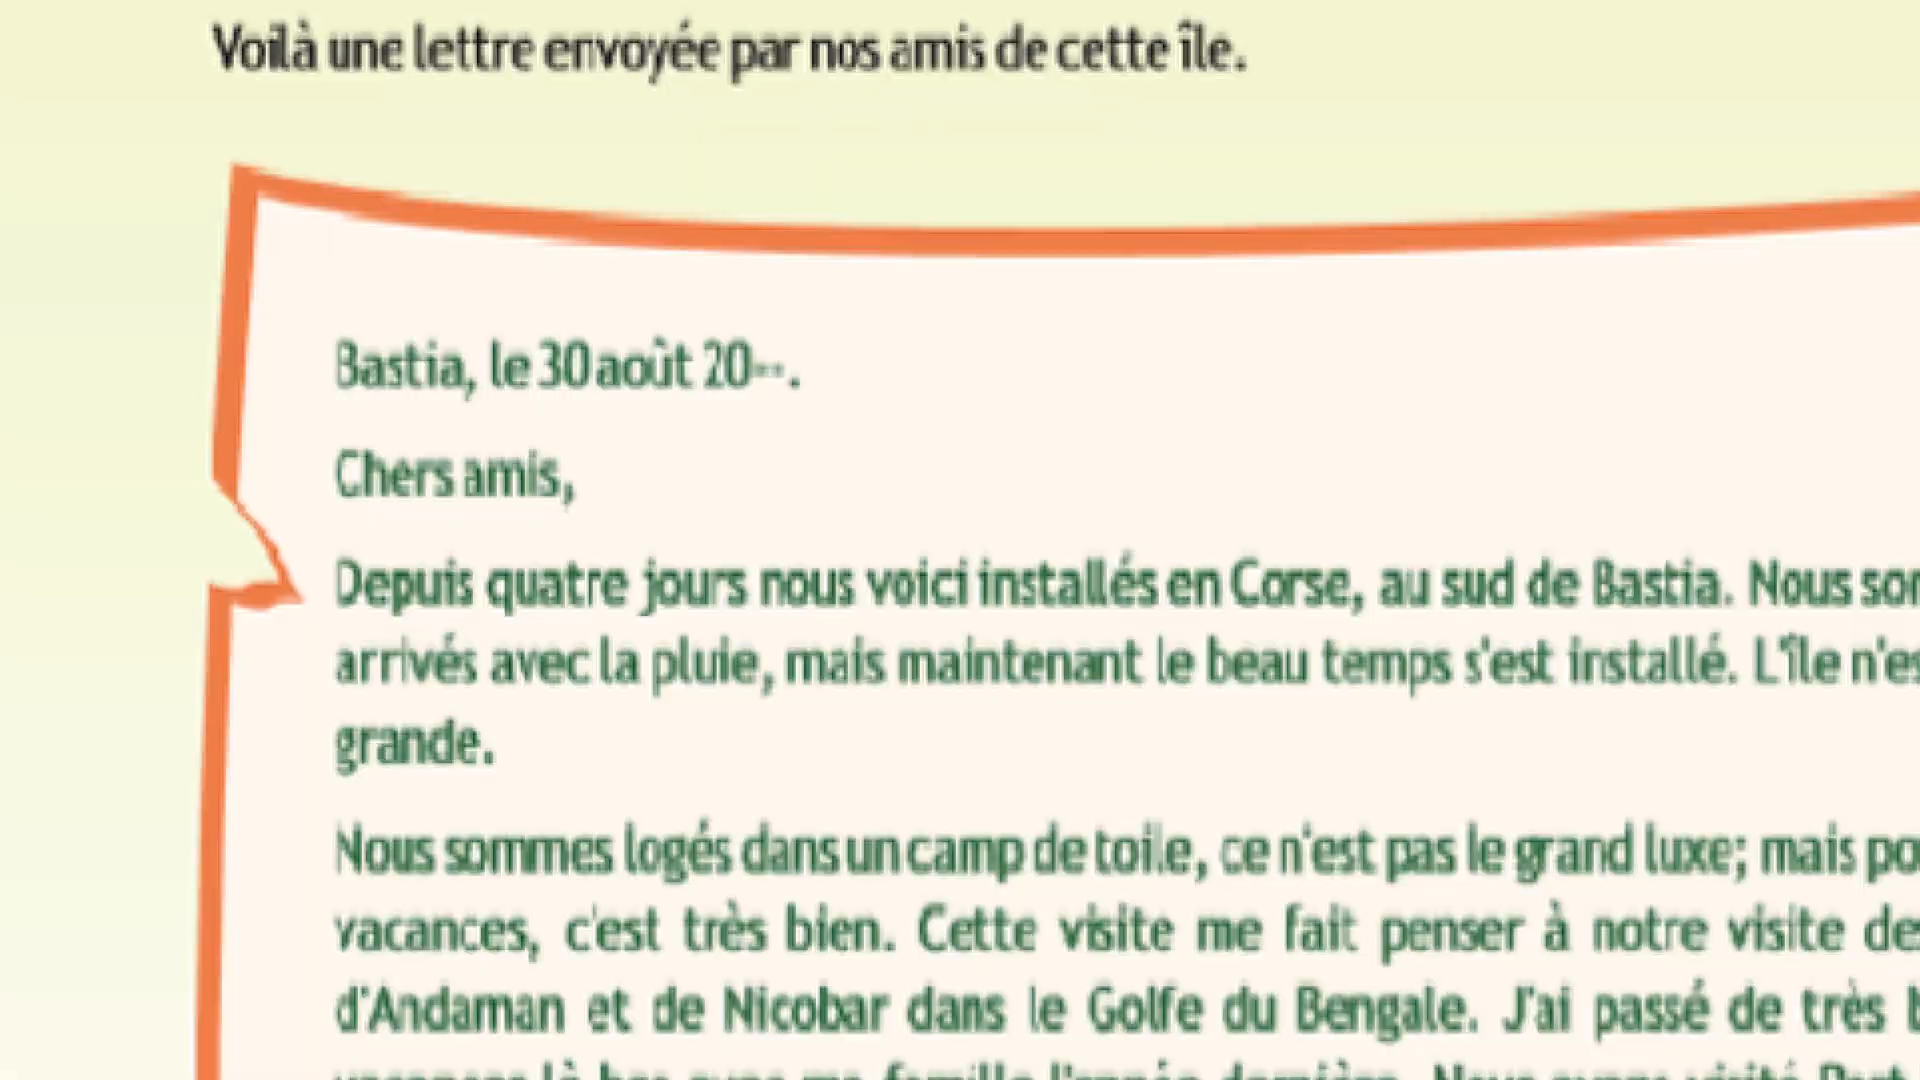 Voilà une lettre envoyée par nos amis de cette île.
Bastia, le 30 août 20--.
Chers amis,
Depuis quatre jours nous voici installés en Corse, au sud de Bastia. Nous
arrivés avec la pluie, mais maintenant le beau temps s'est installé. L'île
grande.
Nous sommes logés dans un camp de toile, ce n'est pas le grand luxe; mais
vacances, c'est très bien. Cette visite me fait penser à notre visite
d'Andaman et de Nicobar dans le Golfe du Bengale. J'ai passé de très